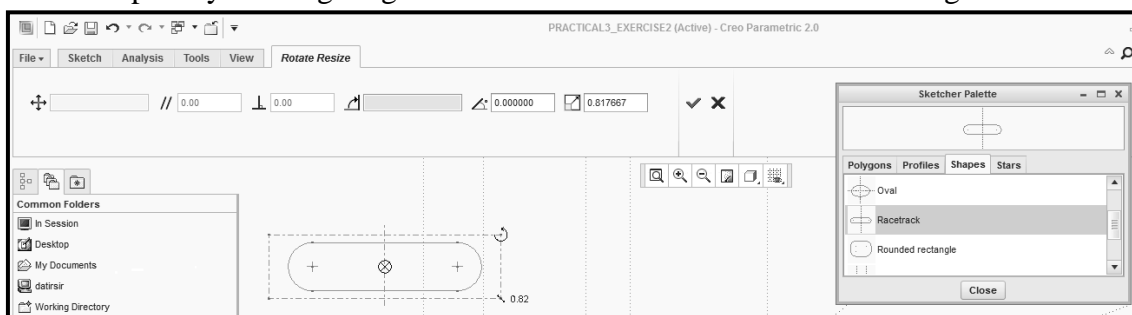 PRACTICAL3_EXERCISE2 (Active) - Creo Parametric 2.0
File Sketch Analysis Tools View Rotate Resize
0.00 0.00 0.000000 0.817667
Sketcher Palette
Polygons Profiles Shapes Stars
Oval
Racetrack
Rounded rectangle
Close
Common Folders
In Session
Desktop
My Documents
datirsir
Working Directory
0.82